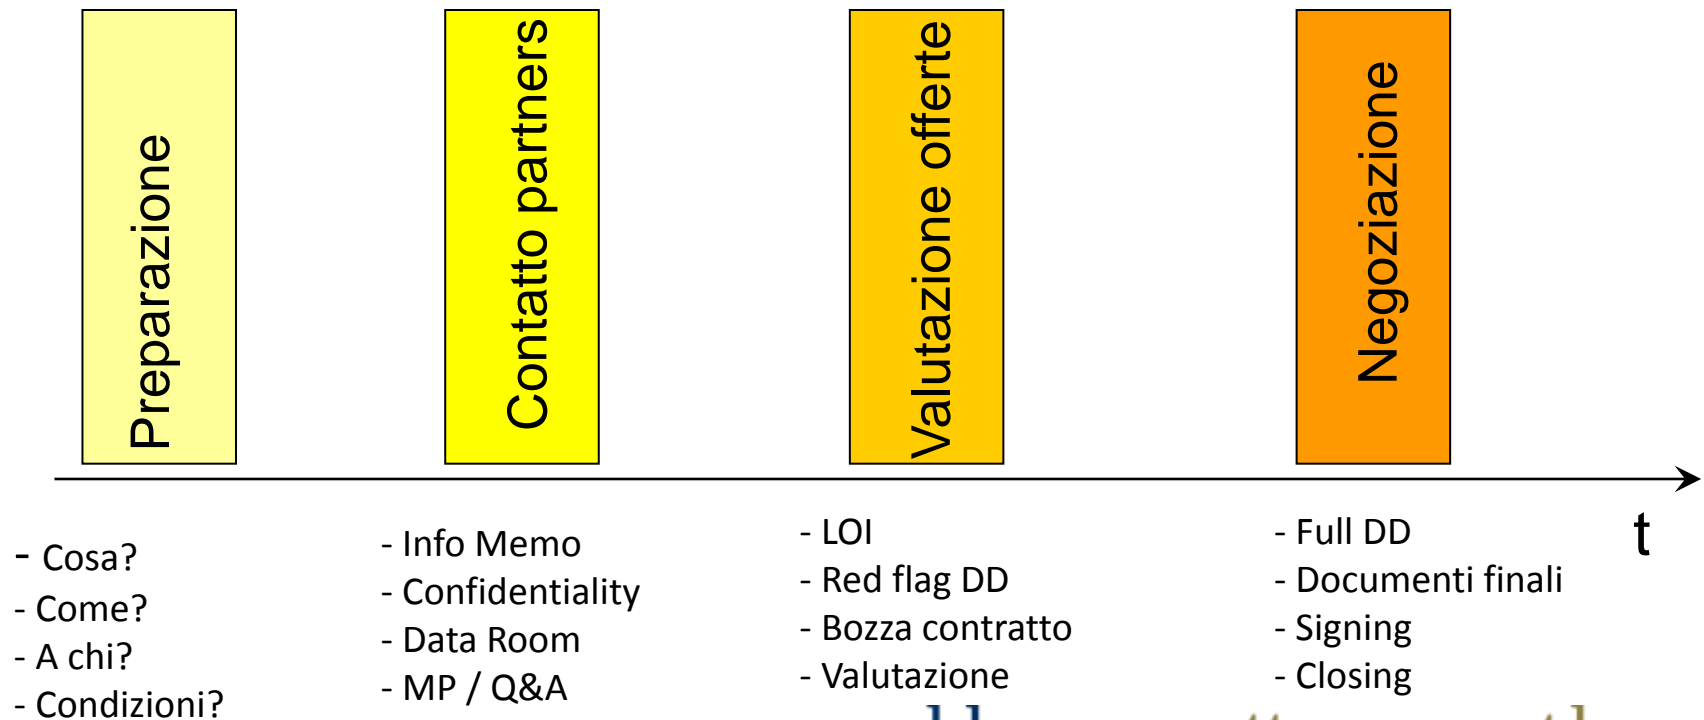 Preparazione
Contatto partners
Valutazione offerte
Negoziazione
t
- Cosa?
- Come?
- A chi?
- Condizioni?
- Info Memo
- Confidentiality
- Data Room
- MP / Q&A
- LOI
- Red flag DD
- Bozza contratto
- Valutazione
- Full DD
- Documenti finali
- Signing
- Closing